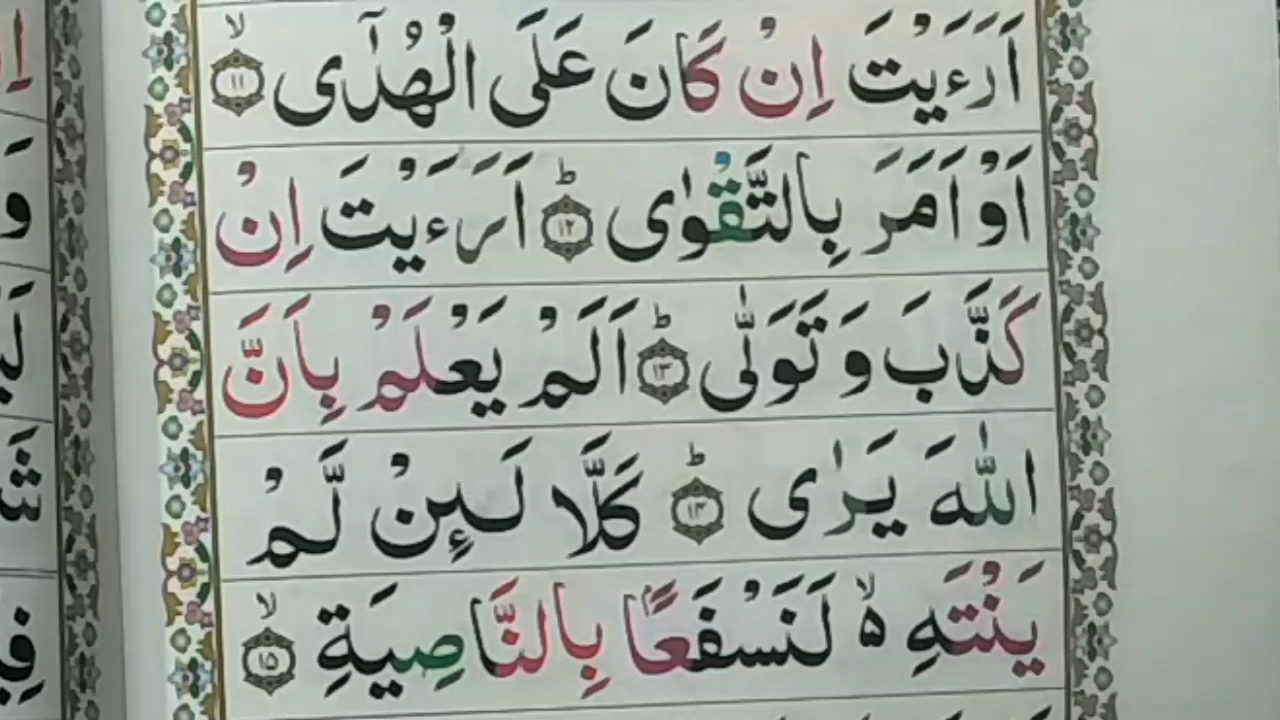 اَرَءَيْتَ اِنْ كَانَ عَلَى الْهُدٰٓى ۙ﴿۱۱﴾
اَوْ اَمَرَ بِالتَّقْوٰى ؕ﴿۱۲﴾ اَرَءَيْتَ اِنْ
كَذَّبَ وَتَوَلّٰى ؕ﴿۱۳﴾ اَلَمْ يَعْلَمْ بِاَنَّ
اللّٰهَ يَرٰى ؕ﴿۱۴﴾ كَلَّا لَىِٕنْ لَّمْ
يَنْتَهِ ۙ۬ لَنَسْفَعًۢا بِالنَّاصِيَةِ ۙ﴿۱۵﴾